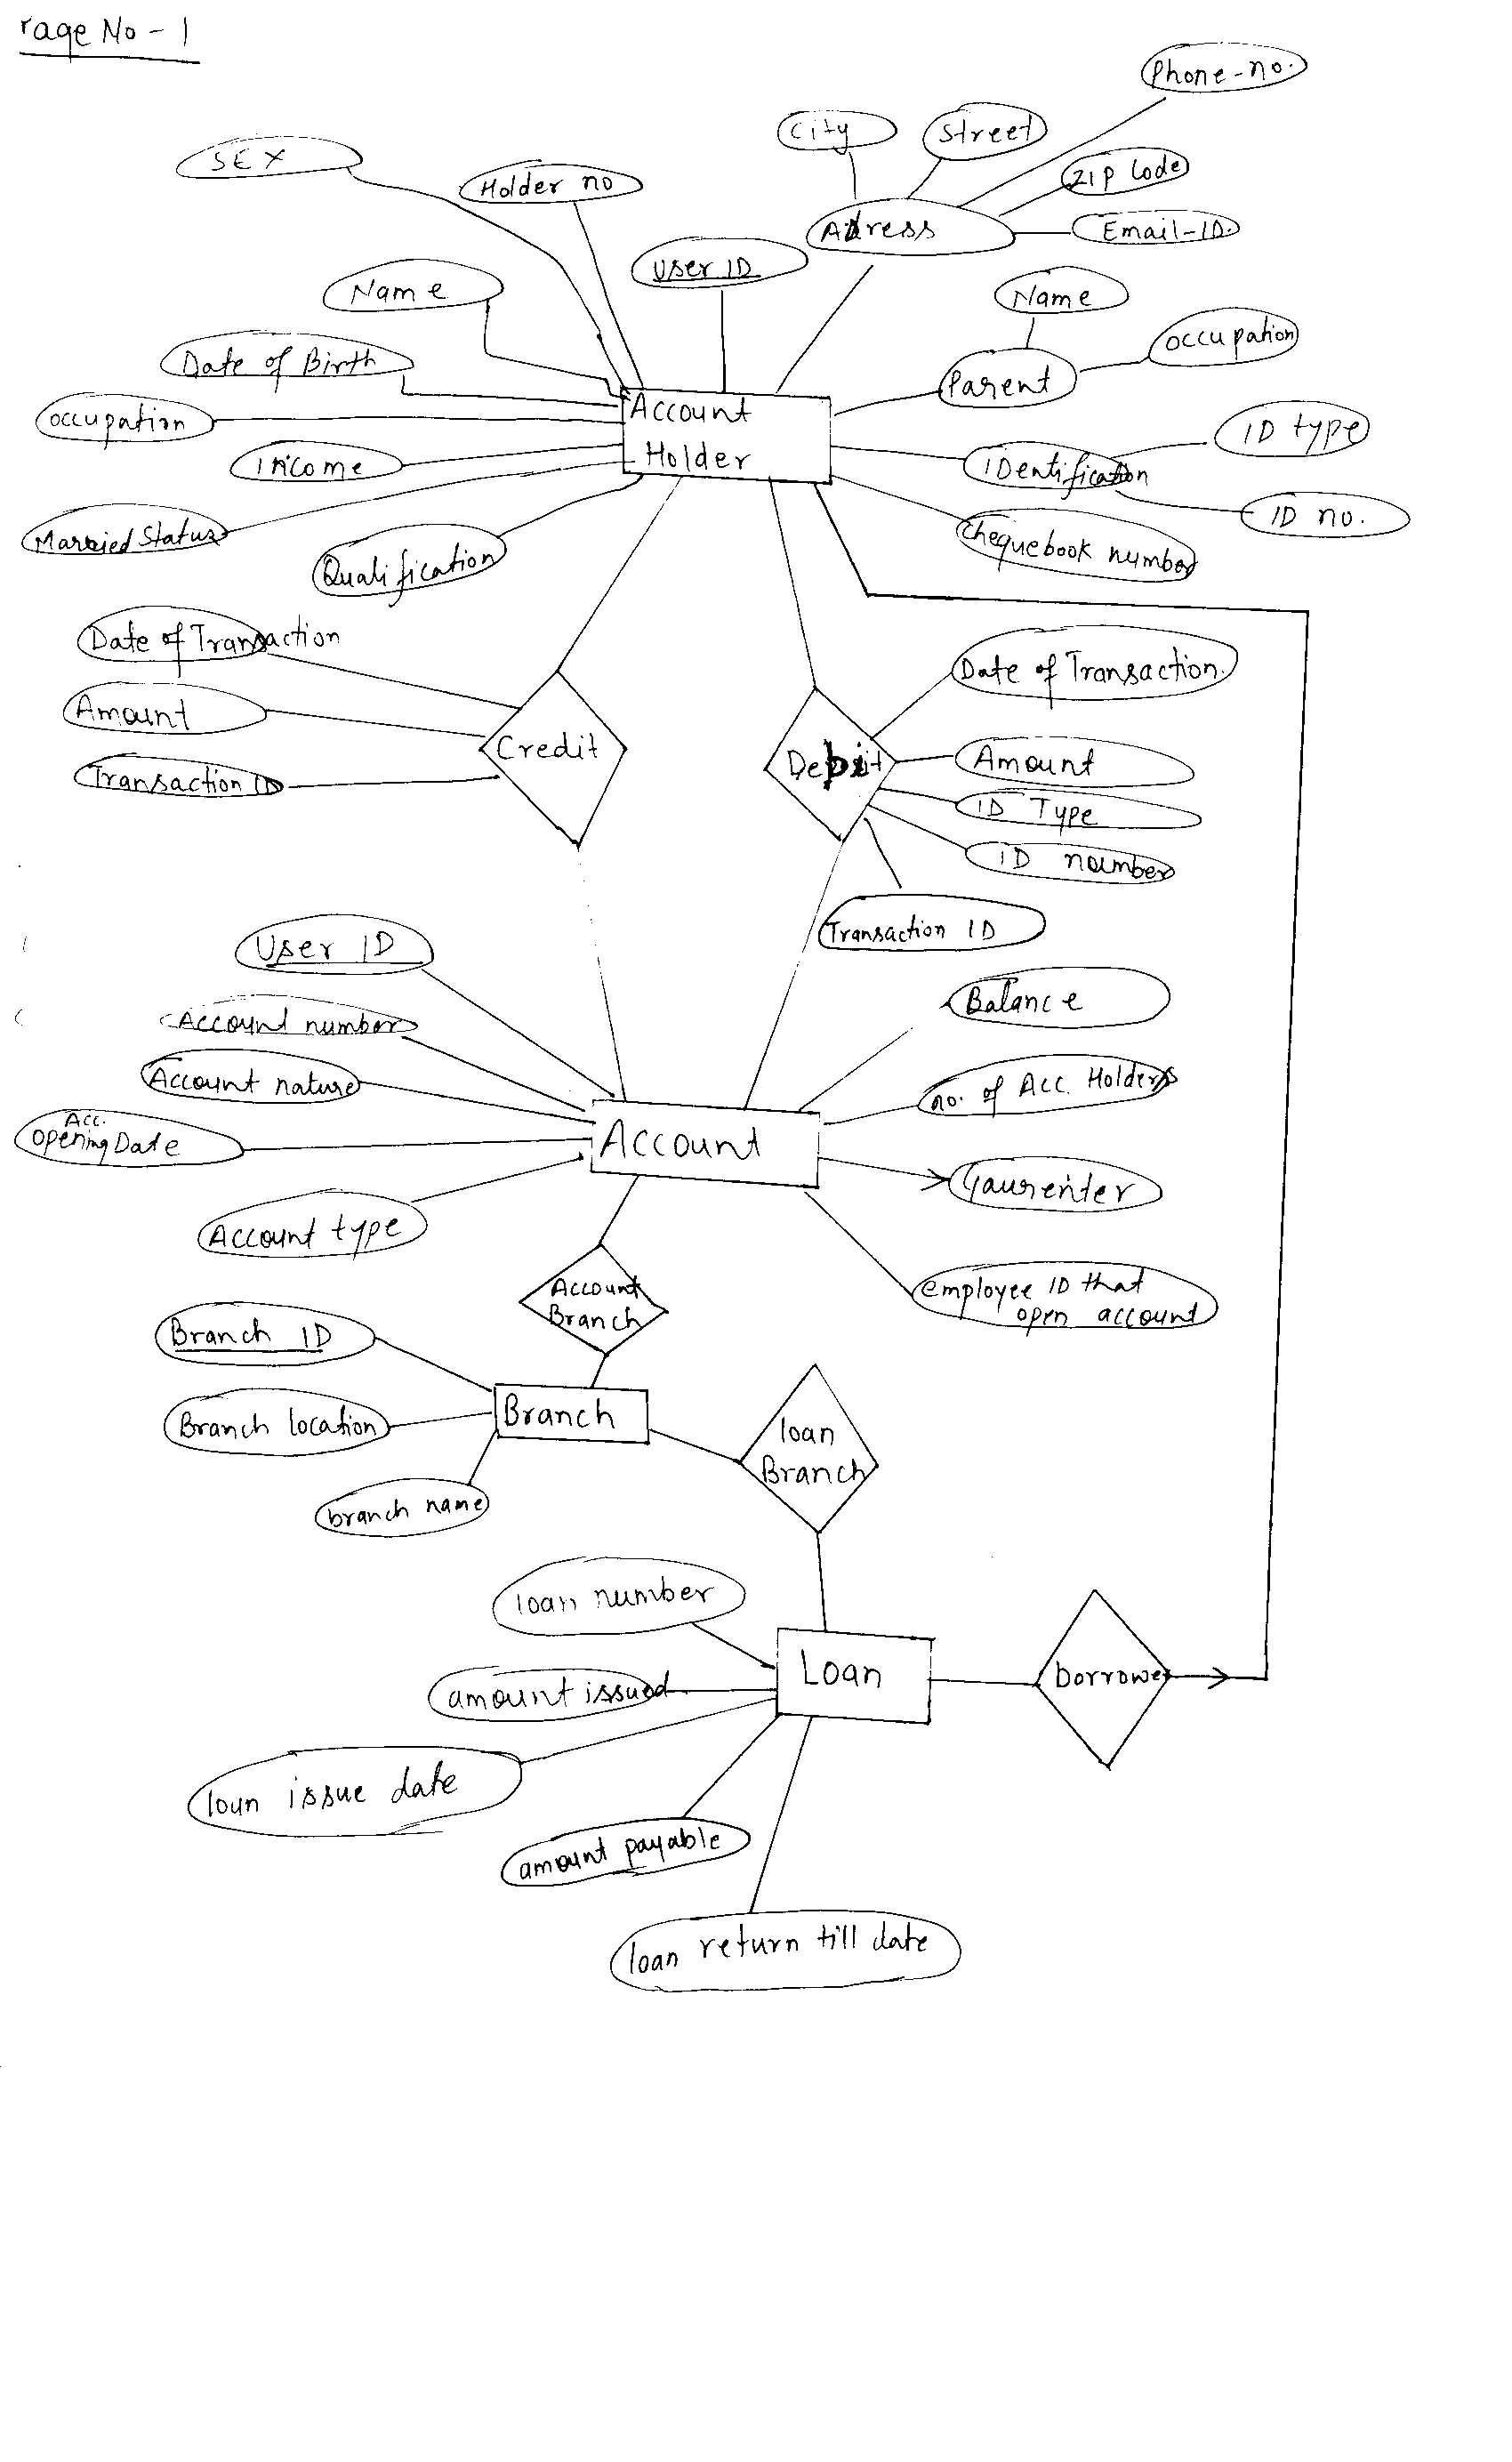 Page No - 1
Phone-no.
City
Street
SEX
Holder no
ZIP Code
Adress
Email-ID.
User ID
Name
Name
Occupation
Date of Birth
Parent
Account
Holder
occupation
ID type
Income
IDentification
ID no.
Married Status
Qualification
Chequebook number
Date of Transaction
Date of Transaction.
Amount
Credit
Debit
Amount
Transaction ID
ID Type
ID number
Transaction ID
User ID
Balance
Account number
Account nature
no. of Acc. Holders
Acc.
opening Date
Account
Gaurenter
Account type
employee ID that
open account
Account
Branch
Branch ID
Branch
Branch location
loan
Branch
branch name
loan number
Loan
borrower
amount issued
loun issue date
amount payable
loan return till date